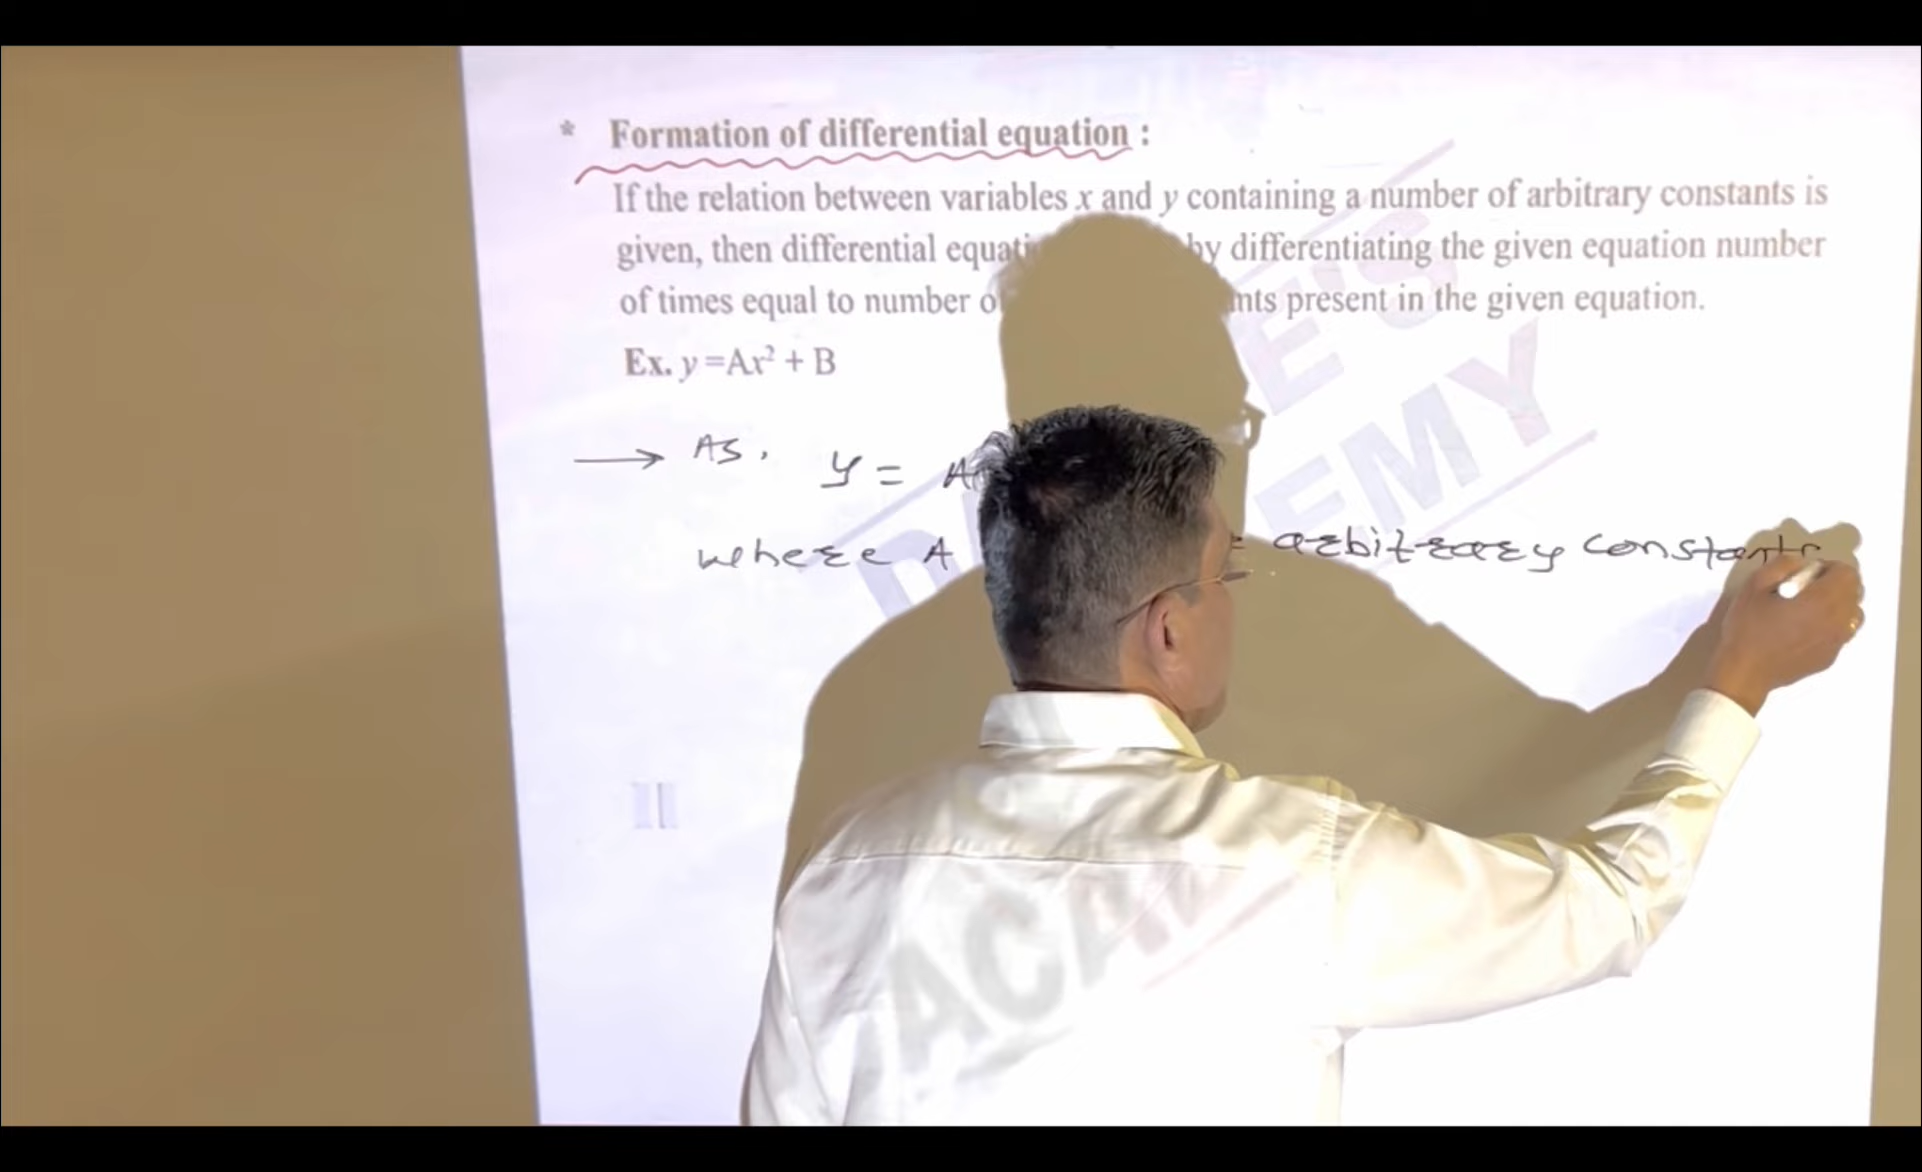 * Formation of differential equation :
If the relation between variables x and y containing a number of arbitrary constants is
given, then differential by differentiating the given equation number
of times equal to number present in the given equation.
Ex. y =Ax² + B
→ As, y = A
where A = arbitrary constants
ACADEMY